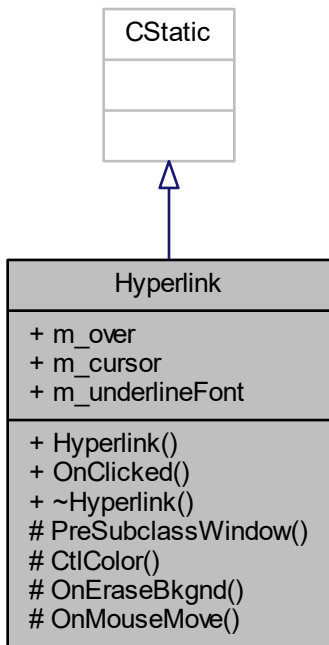 CStatic
Hyperlink
+ m_over
+ m_cursor
+ m_underlineFont
+ Hyperlink()
+ OnClicked()
+ ~Hyperlink()
# PreSubclassWindow()
# CtlColor()
# OnEraseBkgnd()
# OnMouseMove()